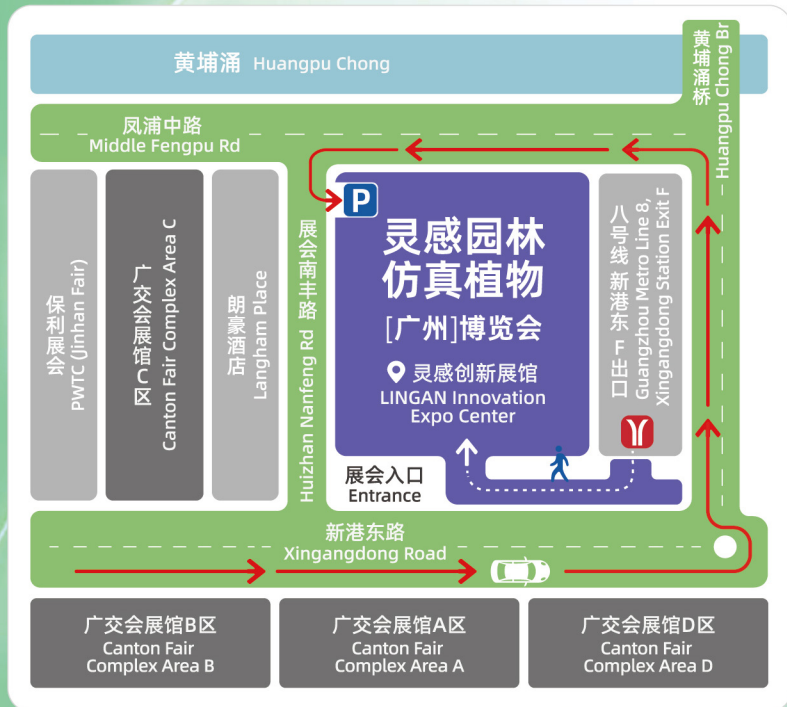 黄埔涌 Huangpu Chong
黄埔涌桥
Huangpu Chong Br
凤浦中路
Middle Fengpu Rd
P
保利展会
PWTC (Jinhan Fair)
广交会展馆C区
Canton Fair Complex Area C
朗豪酒店
Langham Place
展会南丰路
Huizhan Nanfeng Rd
灵感园林
仿真植物
[广州]博览会
灵感创新展馆
LINGAN Innovation
Expo Center
八号线 新港东 F出口
Guangzhou Metro Line 8,
Xingangdong Station Exit F
展会入口
Entrance
新港东路
Xingangdong Road
广交会展馆B区
Canton Fair
Complex Area B
广交会展馆A区
Canton Fair
Complex Area A
广交会展馆D区
Canton Fair
Complex Area D